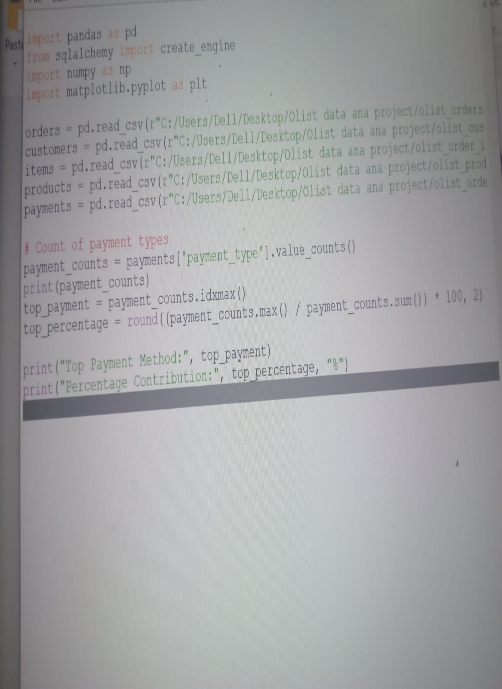 Paste
import pandas as pd
from sqlalchemy import create_engine
import numpy as np
import matplotlib.pyplot as plt
orders = pd.read_csv(r"C:/Users/Dell/Desktop/Olist data ana project/olist_orders
customers = pd.read_csv(r"C:/Users/Dell/Desktop/Olist data ana project/olist_cus
items = pd.read_csv(r"C:/Users/Dell/Desktop/Olist data ana project/olist_order_i
products = pd.read_csv(r"C:/Users/Dell/Desktop/Olist data ana project/olist_prod
payments = pd.read_csv(r"C:/Users/Dell/Desktop/Olist data ana project/olist_orde
# Count of payment types
payment_counts = payments['payment_type'].value_counts()
print(payment_counts)
top_payment = payment_counts.idxmax()
top_percentage = round((payment_counts.max() / payment_counts.sum()) * 100, 2)
print("Top Payment Method:", top_payment)
print("Percentage Contribution:", top_percentage, "%")